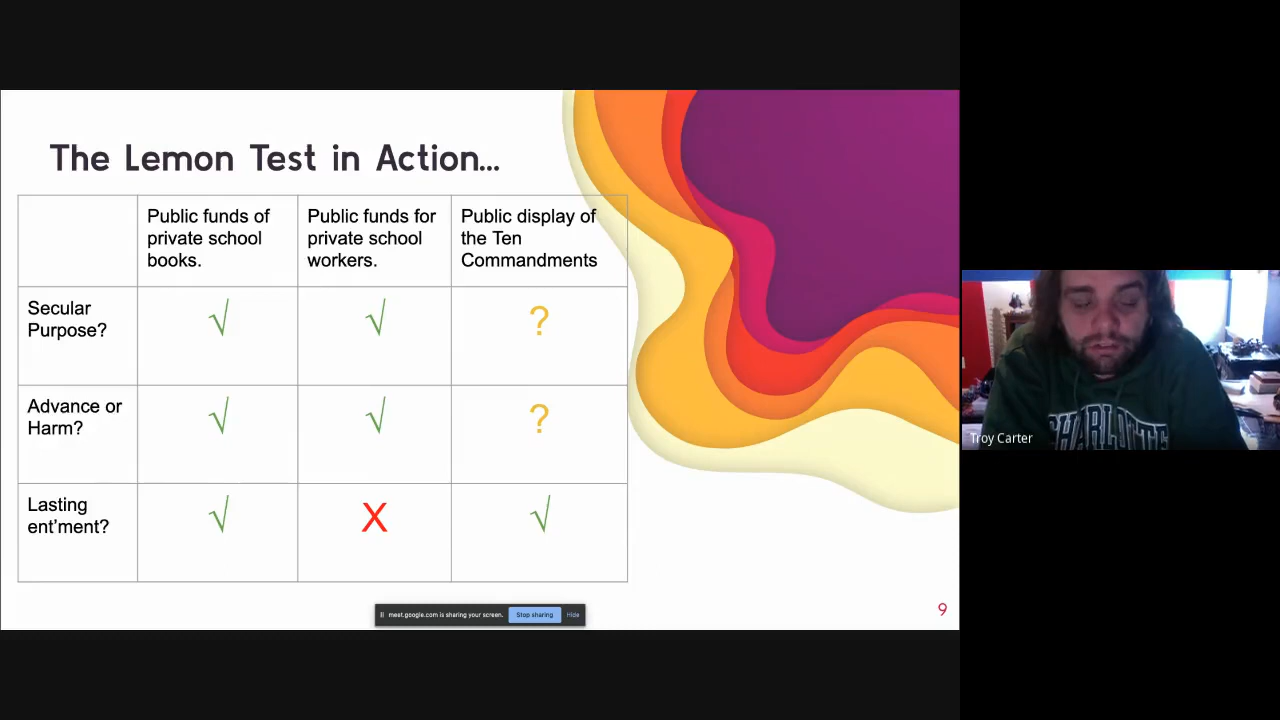 The Lemon Test in Action...
Public funds of
private school
books.
Public funds for
private school
workers.
Public display of
the Ten
Commandments
Secular
Purpose?
√
√
?
Advance or
Harm?
√
√
?
Lasting
ent'ment?
√
X
√
meet.google.com is sharing your screen.
Stop sharing
Hide
9
Troy Carter
CHARLOTTE